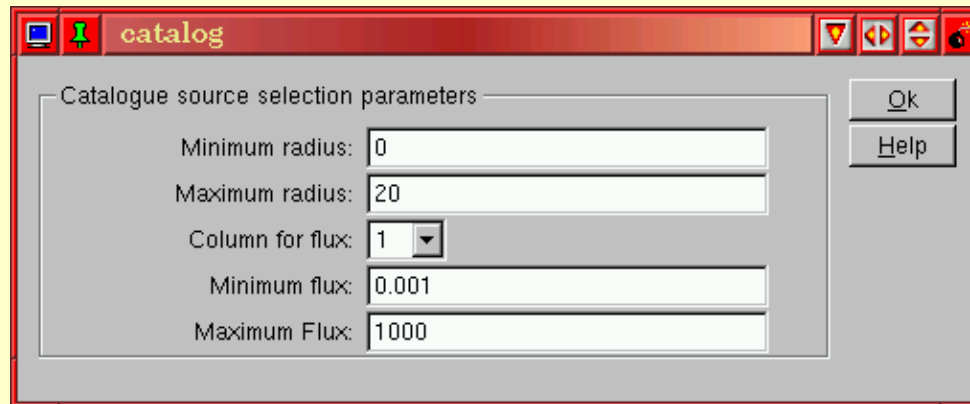 catalog
Catalogue source selection parameters
Ok
Minimum radius: 0
Help
Maximum radius: 20
Column for flux: 1
Minimum flux: 0.001
Maximum Flux: 1000